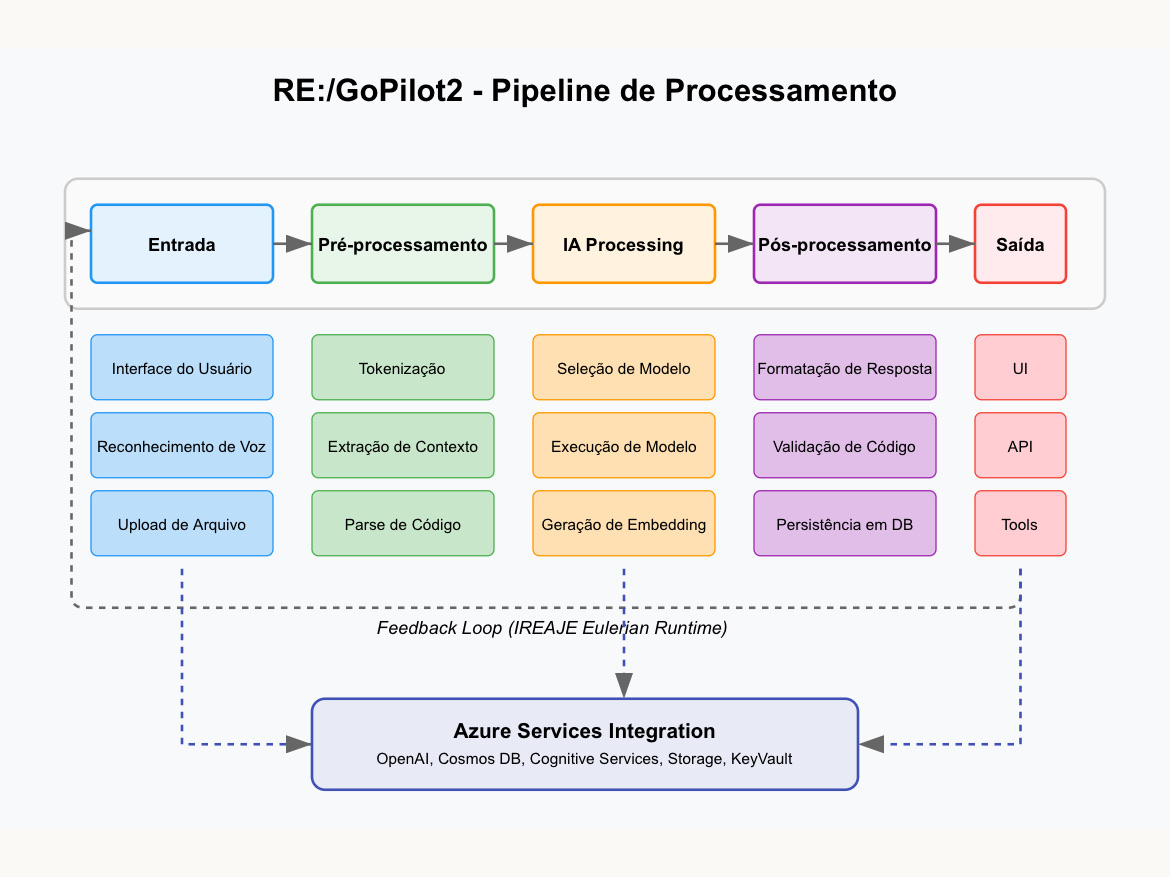 RE:/GoPilot2 - Pipeline de Processamento
Entrada
Pré-processamento
IA Processing
Pós-processamento
Saída
Interface do Usuário
Tokenização
Seleção de Modelo
Formatação de Resposta
UI
Reconhecimento de Voz
Extração de Contexto
Execução de Modelo
Validação de Código
API
Upload de Arquivo
Parse de Código
Geração de Embedding
Persistência em DB
Tools
Feedback Loop (IREAJE Eulerian Runtime)
Azure Services Integration
OpenAI, Cosmos DB, Cognitive Services, Storage, KeyVault